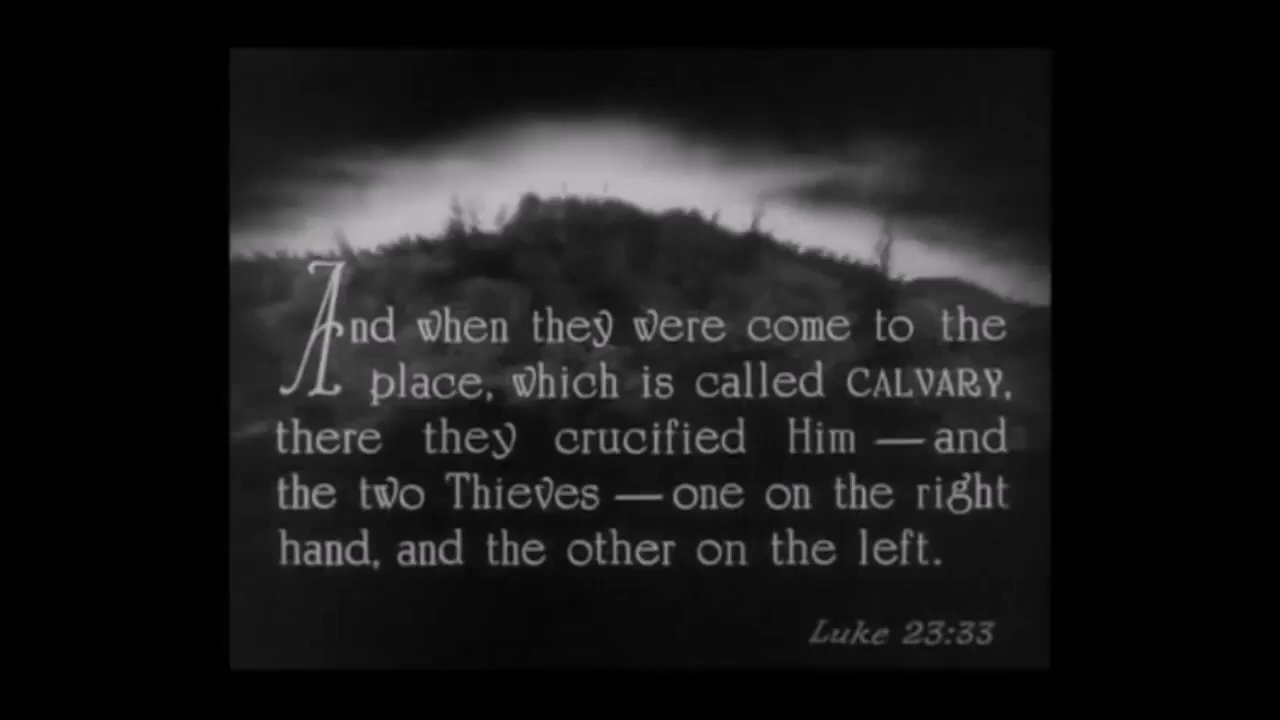 And when they were come to the
place, which is called CALVARY,
there they crucified Him — and
the two Thieves — one on the right
hand, and the other on the left.
Luke 23:33